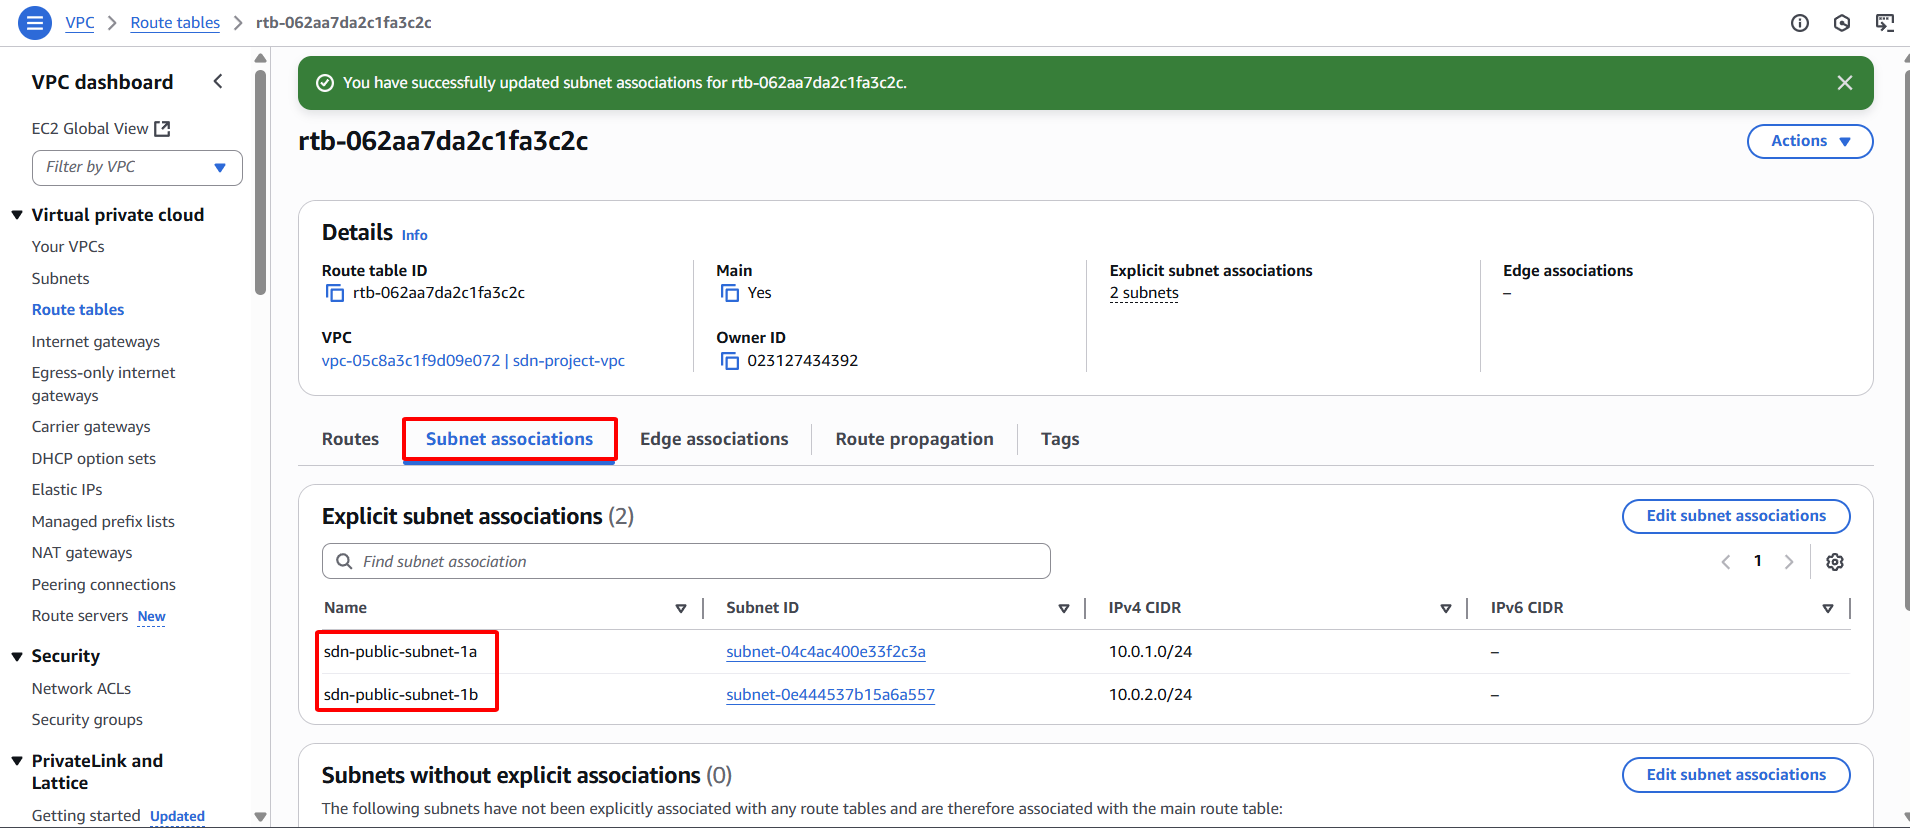 VPC > Route tables > rtb-062aa7da2c1fa3c2c
VPC dashboard
EC2 Global View
Filter by VPC
Virtual private cloud
Your VPCs
Subnets
Route tables
Internet gateways
Egress-only internet
gateways
Carrier gateways
DHCP option sets
Elastic IPs
Managed prefix lists
NAT gateways
Peering connections
Route servers New
Security
Network ACLs
Security groups
PrivateLink and
Lattice
Getting started Updated
You have successfully updated subnet associations for rtb-062aa7da2c1fa3c2c.
rtb-062aa7da2c1fa3c2c
Actions
Details Info
Route table ID
rtb-062aa7da2c1fa3c2c
Main
Yes
Explicit subnet associations
2 subnets
Edge associations
–
VPC
vpc-05c8a3c1f9d09e072 | sdn-project-vpc
Owner ID
023127434392
Routes Subnet associations Edge associations Route propagation Tags
Explicit subnet associations (2)
Edit subnet associations
Find subnet association
1
Name Subnet ID IPv4 CIDR IPv6 CIDR
sdn-public-subnet-1a subnet-04c4ac400e33f2c3a 10.0.1.0/24 –
sdn-public-subnet-1b subnet-0e444537b15a6a557 10.0.2.0/24 –
Subnets without explicit associations (0)
Edit subnet associations
The following subnets have not been explicitly associated with any route tables and are therefore associated with the main route table: